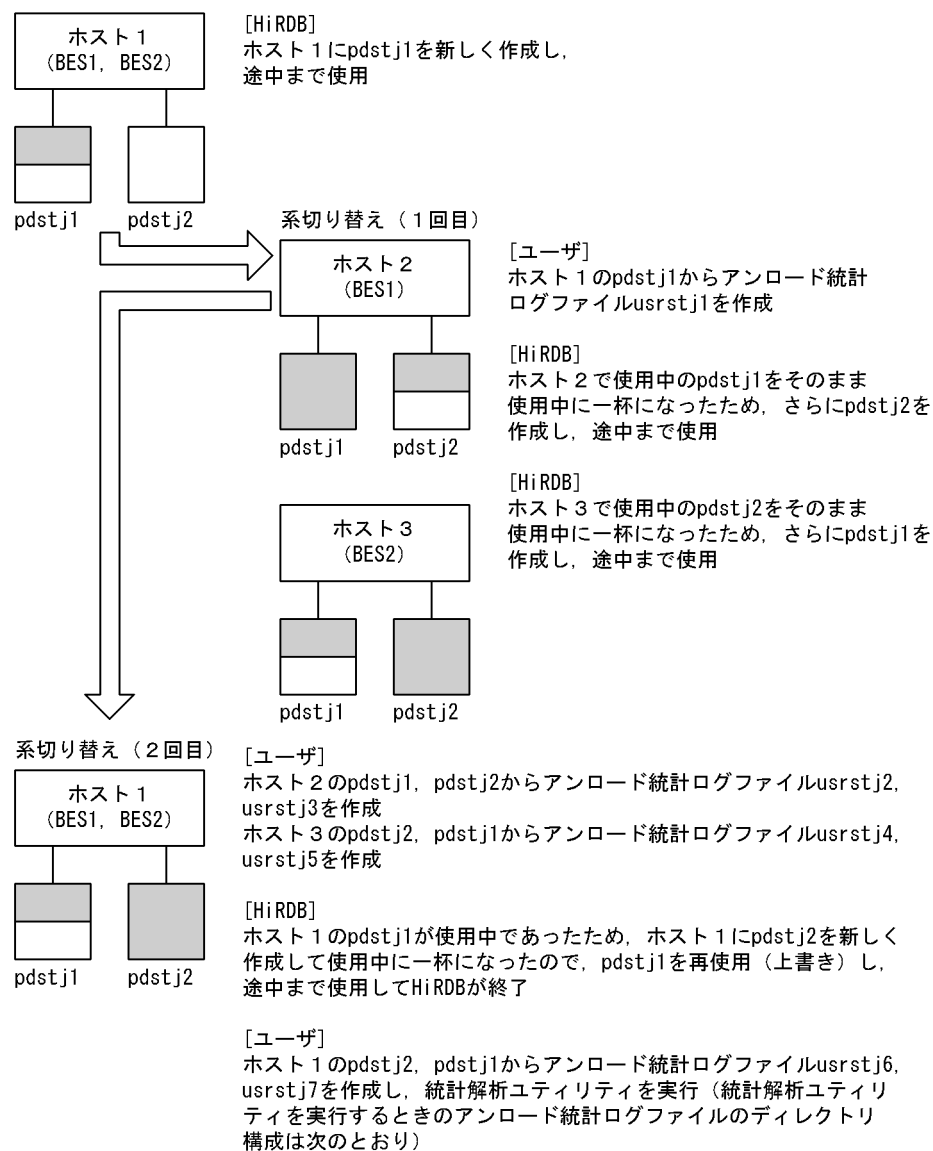 ホスト１
(BES1, BES2)
[HiRDB]
ホスト１にpdstj1を新しく作成し,
途中まで使用
pdstj1
pdstj2
系切り替え（１回目）
ホスト２
(BES1)
[ユーザ]
ホスト１のpdstj1からアンロード統計
ログファイルusrstj1を作成
[HiRDB]
ホスト２で使用中のpdstj1をそのまま
使用中に一杯になったため, さらにpdstj2を
作成し, 途中まで使用
pdstj1
pdstj2
[HiRDB]
ホスト３で使用中のpdstj2をそのまま
使用中に一杯になったため, さらにpdstj1を
作成し, 途中まで使用
ホスト３
(BES2)
pdstj1
pdstj2
系切り替え（２回目）
ホスト１
(BES1, BES2)
pdstj1
pdstj2
[ユーザ]
ホスト２のpdstj1, pdstj2からアンロード統計ログファイルusrstj2,
usrstj3を作成
ホスト３のpdstj2, pdstj1からアンロード統計ログファイルusrstj4,
usrstj5を作成
[HiRDB]
ホスト１のpdstj1が使用中であったため, ホスト１にpdstj2を新しく
作成して使用中に一杯になったので, pdstj1を再使用（上書き）し,
途中まで使用してHiRDBが終了
[ユーザ]
ホスト１のpdstj2, pdstj1からアンロード統計ログファイルusrstj6,
usrstj7を作成し, 統計解析ユティリティを実行（統計解析ユティリ
ティを実行するときのアンロード統計ログファイルのディレクトリ
構成は次のとおり）